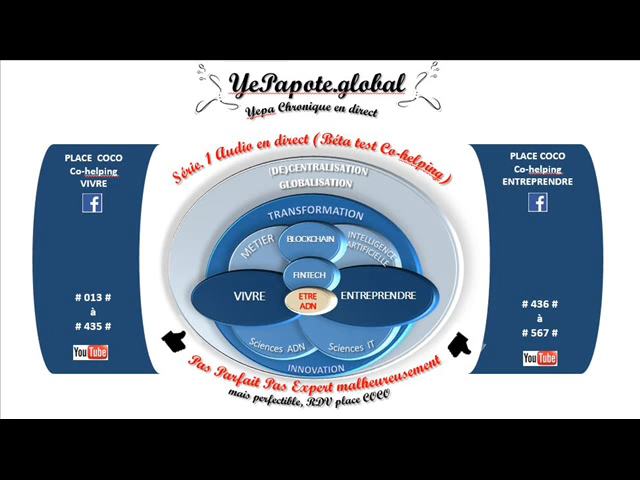 YePapote.global
Yepa Chronique en direct
Série, 1 Audio en direct (Béta test Co-helping)
PLACE COCO
Co-helping
VIVRE
f
# 013 #
à
# 435 #
YouTube
(DE)CENTRALISATION
GLOBALISATION
TRANSFORMATION
METIER
BLOCKCHAIN
INTELLIGENCE
ARTIFICIELLE
FINTECH
VIVRE
ETRE
ADN
ENTREPRENDRE
Sciences ADN
Sciences IT
INNOVATION
Pas Parfait Pas Expert malheureusement
mais perfectible, RDV place COCO
PLACE COCO
Co-helping
ENTREPRENDRE
f
# 436 #
à
# 567 #
YouTube